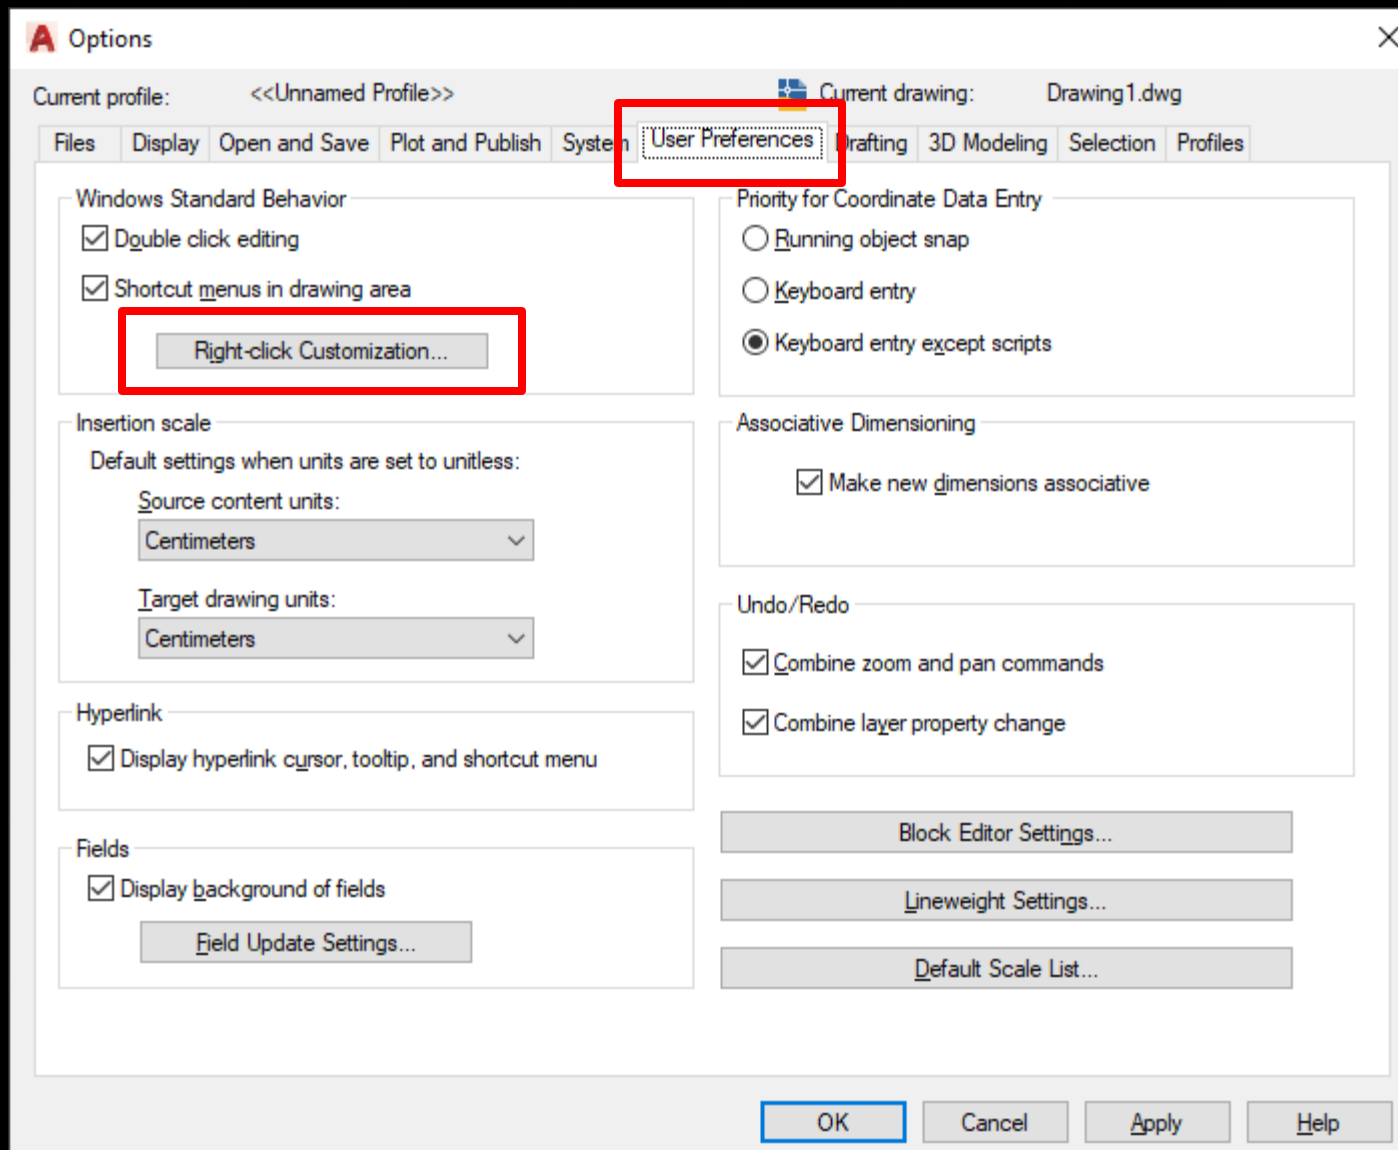 Options
Current profile: <<Unnamed Profile>> Current drawing: Drawing1.dwg
Files Display Open and Save Plot and Publish System User Preferences Drafting 3D Modeling Selection Profiles
Windows Standard Behavior
Double click editing
Shortcut menus in drawing area
Right-click Customization...
Insertion scale
Default settings when units are set to unitless:
Source content units:
Centimeters
Target drawing units:
Centimeters
Hyperlink
Display hyperlink cursor, tooltip, and shortcut menu
Fields
Display background of fields
Field Update Settings...
Priority for Coordinate Data Entry
Running object snap
Keyboard entry
Keyboard entry except scripts
Associative Dimensioning
Make new dimensions associative
Undo/Redo
Combine zoom and pan commands
Combine layer property change
Block Editor Settings...
Lineweight Settings...
Default Scale List...
OK Cancel Apply Help